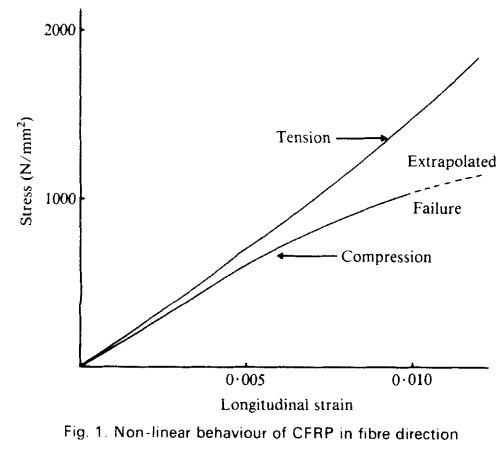 2000
Stress (N/mm²)
Tension
Extrapolated
1000
Failure
Compression
0·005
0·010
Longitudinal strain
Fig. 1. Non-linear behaviour of CFRP in fibre direction